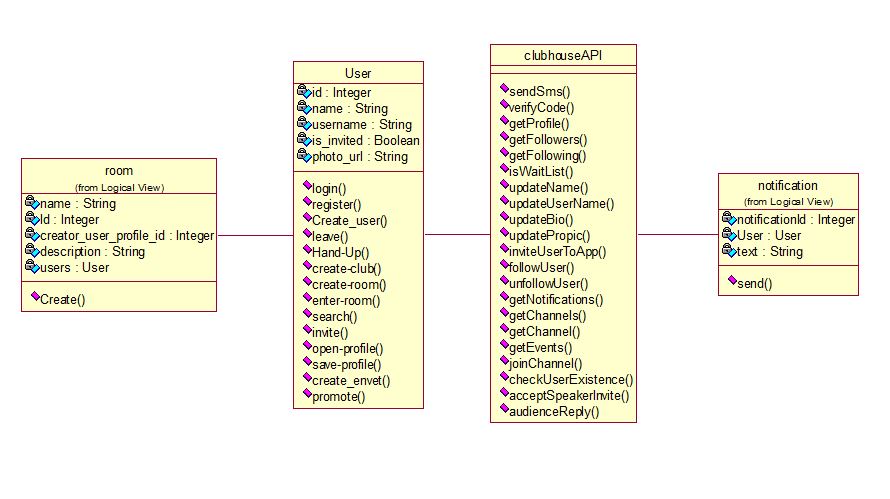 room
(from Logical View)
name : String
Id : Integer
creator_user_profile_id : Integer
description : String
users : User
Create()
User
id : Integer
name : String
username : String
is_invited : Boolean
photo_url : String
login()
register()
Create_user()
leave()
Hand-Up()
create-club()
create-room()
enter-room()
search()
invite()
open-profile()
save-profile()
create_envet()
promote()
clubhouseAPI
sendSms()
verifyCode()
getProfile()
getFollowers()
getFollowing()
isWaitList()
updateName()
updateUserName()
updateBio()
updatePropic()
inviteUserToApp()
followUser()
unfollowUser()
getNotifications()
getChannels()
getChannel()
getEvents()
joinChannel()
checkUserExistence()
acceptSpeakerInvite()
audienceReply()
notification
(from Logical View)
notificationId : Integer
User : User
text : String
send()